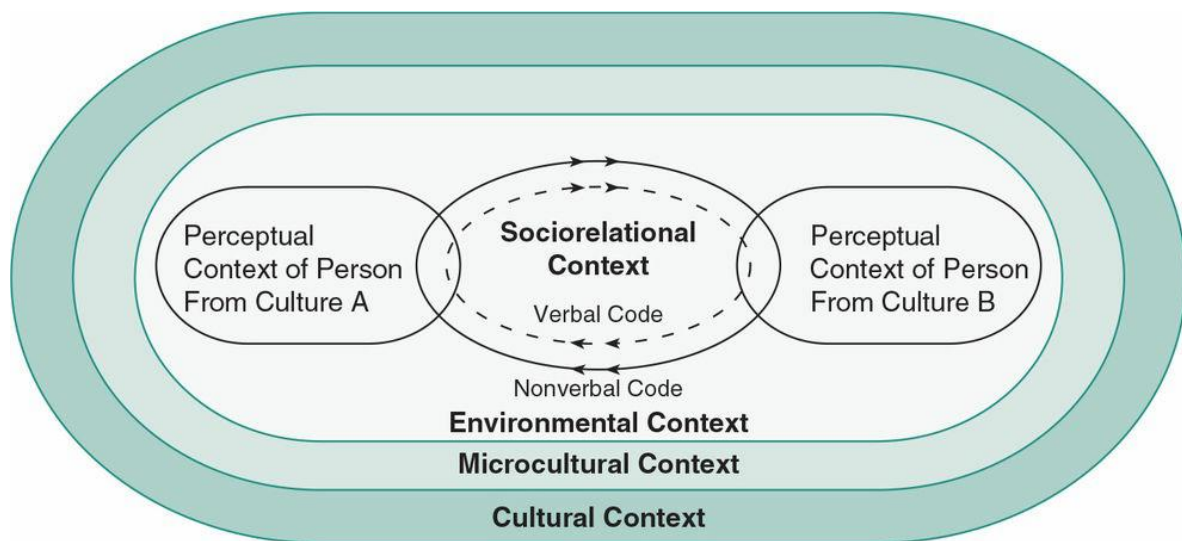 Perceptual
Context of Person
From Culture A
Sociorelational
Context
Verbal Code
Perceptual
Context of Person
From Culture B
Nonverbal Code
Environmental Context
Microcultural Context
Cultural Context